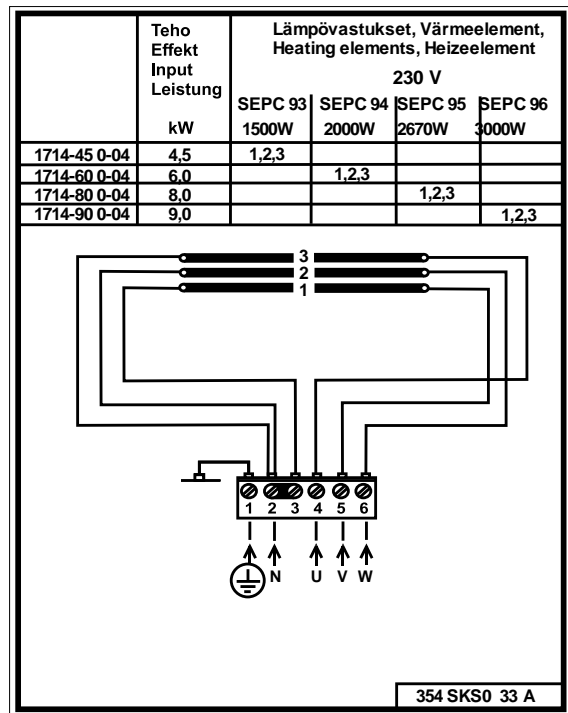 Teho
Effekt
Input
Leistung
kW
Lämpövastukset, Värmeelement,
Heating elements, Heizeelement
230 V
SEPC 93 SEPC 94 SEPC 95 SEPC 96
1500W 2000W 2670W 3000W
1714-45 0-04 4,5 1,2,3
1714-60 0-04 6,0 1,2,3
1714-80 0-04 8,0 1,2,3
1714-90 0-04 9,0 1,2,3
3
2
1
1 2 3 4 5 6
N U V W
354 SKS0 33 A